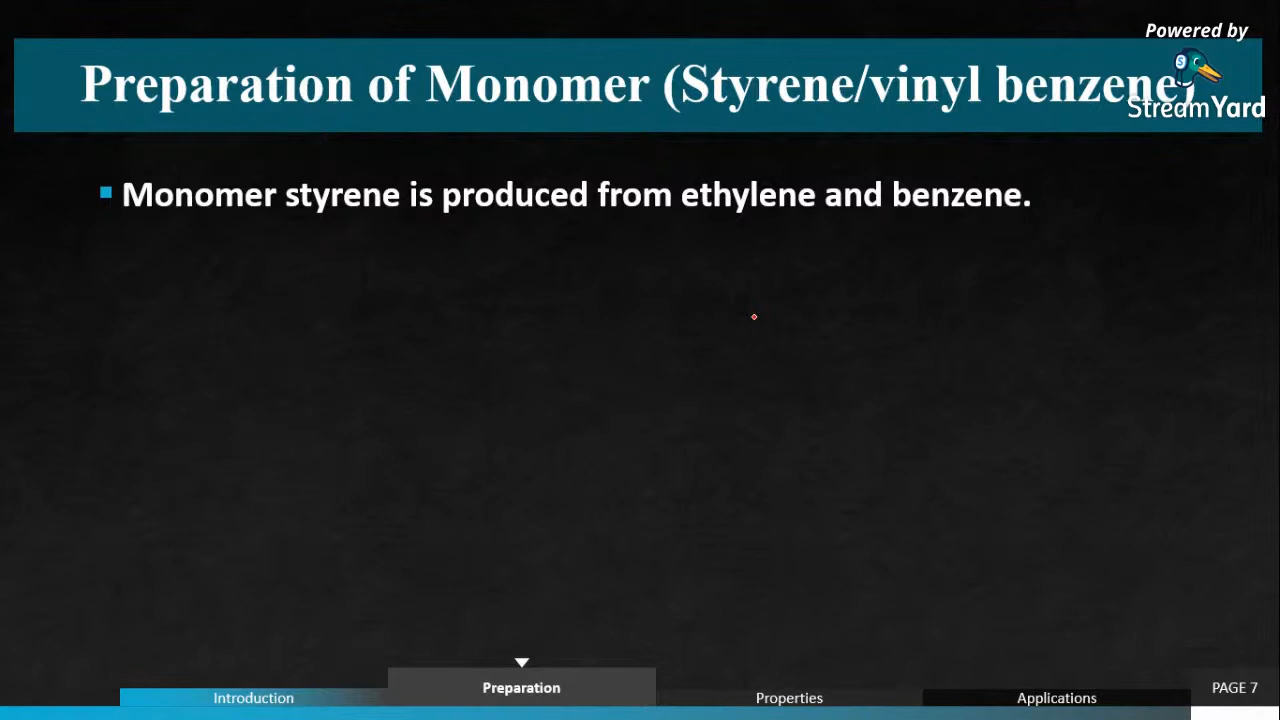 Powered by
Preparation of Monomer (Styrene/vinyl benzene)
StreamYard
Monomer styrene is produced from ethylene and benzene.
Introduction
Preparation
Properties
Applications
PAGE 7